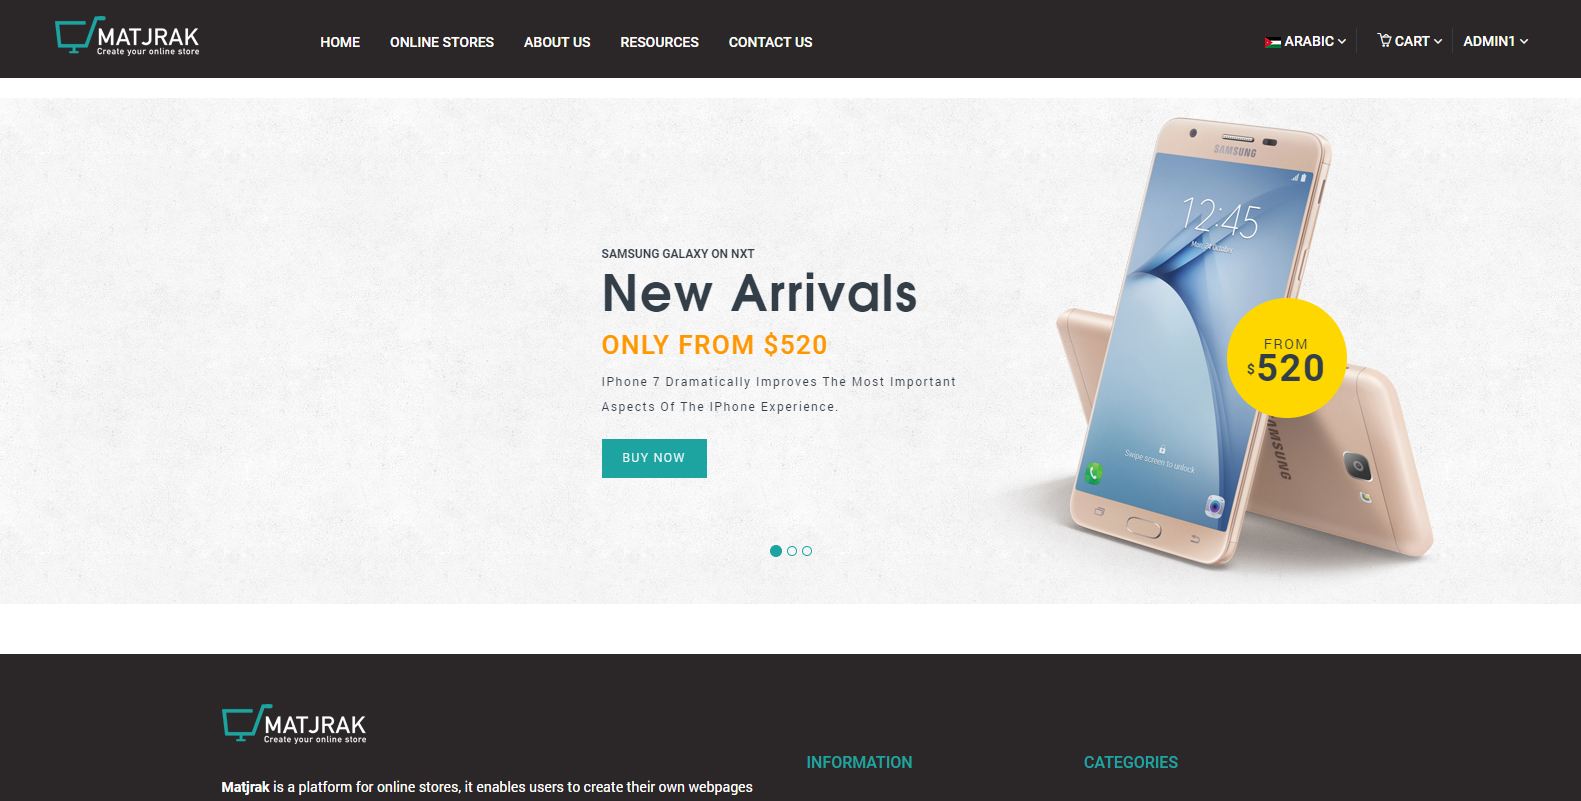 MATJRAK
Create your online store
HOME
ONLINE STORES
ABOUT US
RESOURCES
CONTACT US
ARABIC
CART
ADMIN1
SAMSUNG
12:45
SAMSUNG GALAXY ON NXT
New Arrivals
ONLY FROM $520
IPhone 7 Dramatically Improves The Most Important
Aspects Of The IPhone Experience.
BUY NOW
FROM
$520
SAMSUNG
Swipe screen to unlock
MATJRAK
Create your online store
Matjrak is a platform for online stores, it enables users to create their own webpages
INFORMATION
CATEGORIES